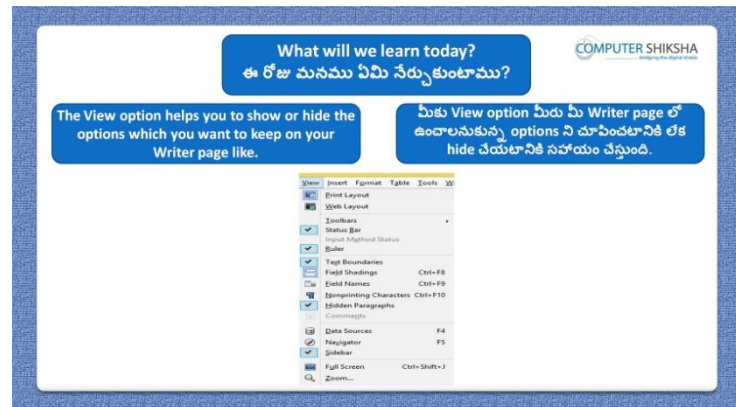 What will we learn today?
ఈ రోజు మనము ఏమి నేర్చుకుంటాము?
COMPUTER SHIKSHA
bridging the digital divide
The View option helps you to show or hide the
options which you want to keep on your
Writer page like.
మీకు View option మీరు మీ Writer page లో
ఉంచాలనుకున్న options ని చూపించటానికి లేక
hide చేయటానికి సహాయం చేస్తుంది.
View Insert Format Table Tools
Print Layout
Web Layout
Toolbars
Status Bar
Input Method Status
Ruler
Text Boundaries
Field Shadings Ctrl+F8
Field Names Ctrl+F9
Nonprinting Characters Ctrl+F10
Hidden Paragraphs
Comments
Data Sources F4
Navigator F5
Sidebar
Full Screen Ctrl+Shift+J
Zoom...